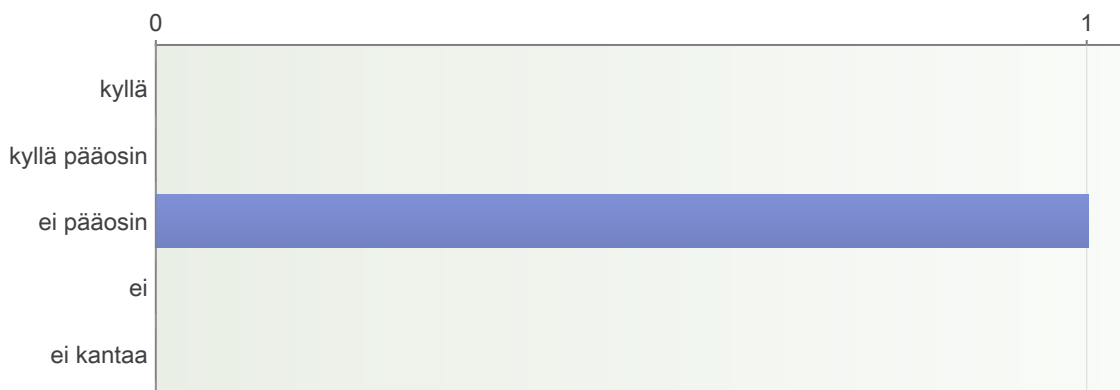 0 1
kyllä
kyllä pääosin
ei pääosin
ei
ei kantaa